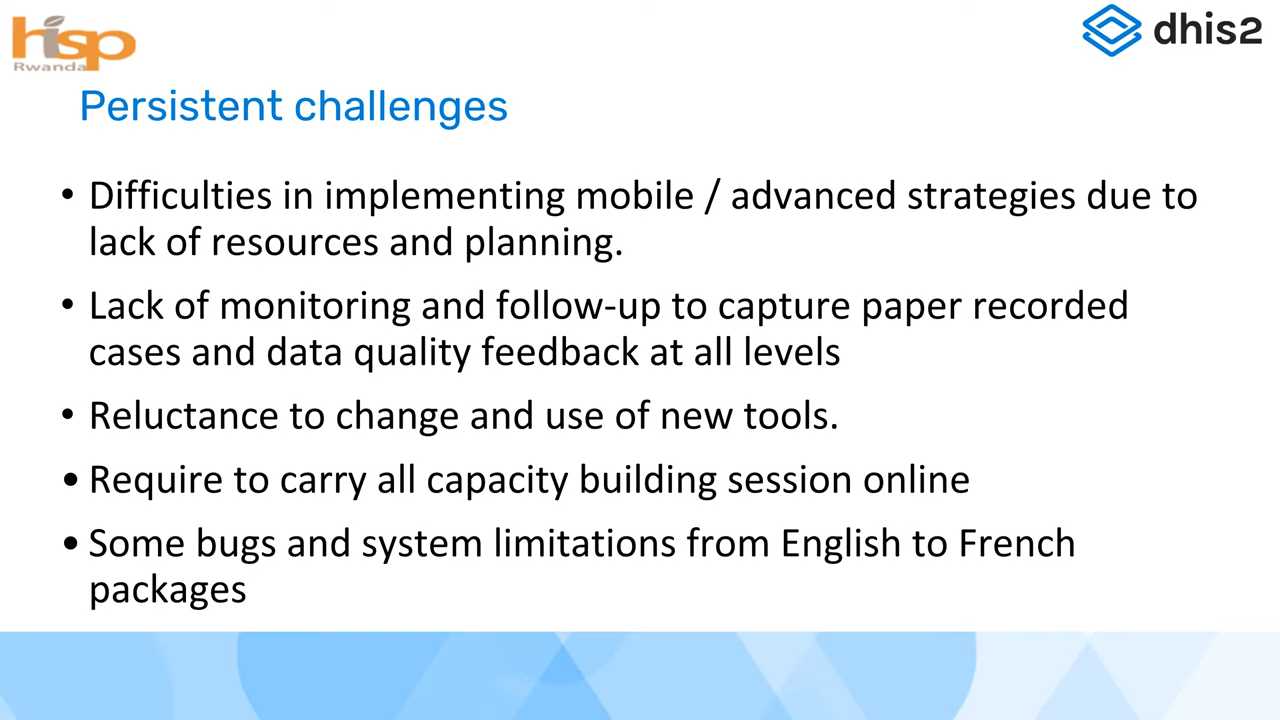 hisp
Rwanda
dhis2
Persistent challenges
• Difficulties in implementing mobile / advanced strategies due to
lack of resources and planning.
• Lack of monitoring and follow-up to capture paper recorded
cases and data quality feedback at all levels
• Reluctance to change and use of new tools.
• Require to carry all capacity building session online
• Some bugs and system limitations from English to French
packages